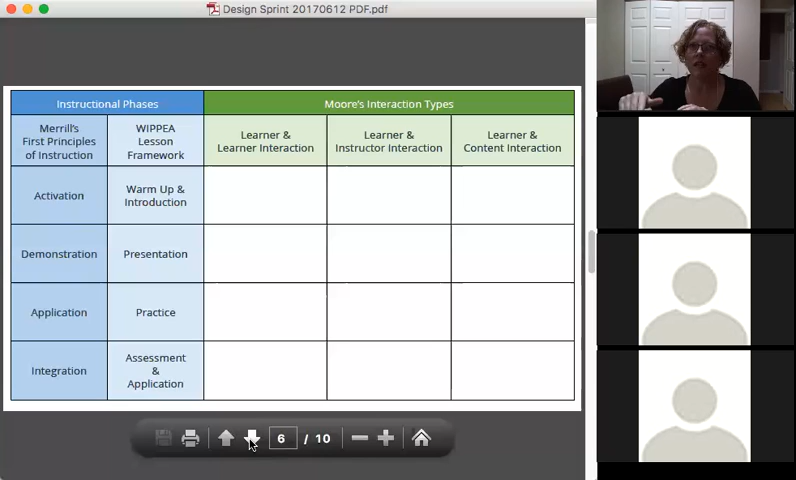 Design Sprint 20170612 PDF.pdf
Instructional Phases
Moore's Interaction Types
Merrill's
First Principles
of Instruction
WIPPEA
Lesson
Framework
Learner &
Learner Interaction
Learner &
Instructor Interaction
Learner &
Content Interaction
Activation
Warm Up &
Introduction
Demonstration
Presentation
Application
Practice
Integration
Assessment
&
Application
6 / 10